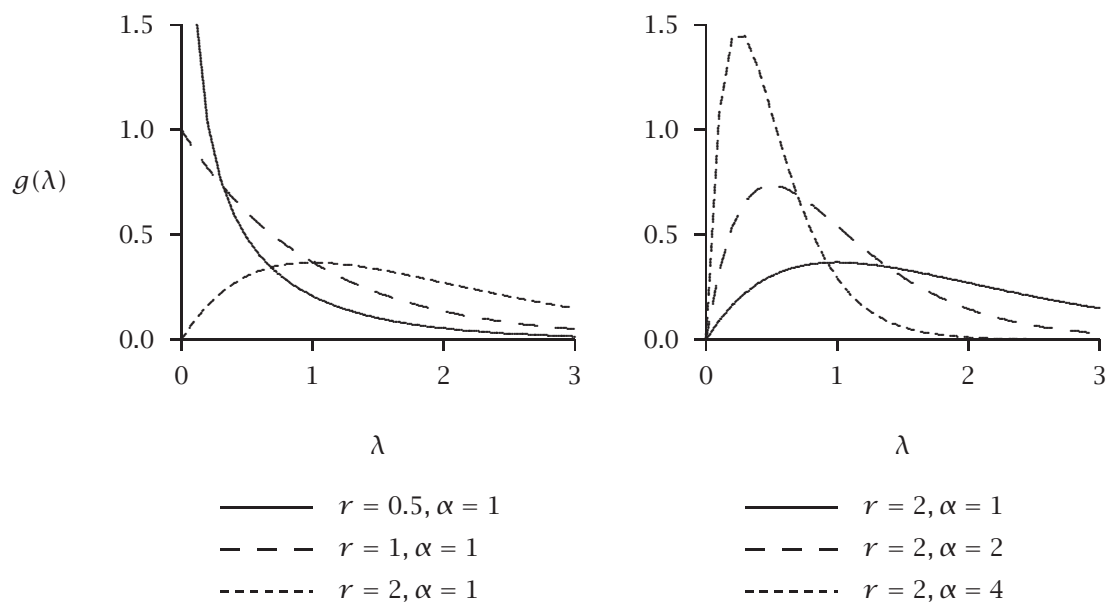 g(λ)
1.5
1.0
0.5
0.0
0 1 2 3
λ
r = 0.5, α = 1
r = 1, α = 1
r = 2, α = 1
1.5
1.0
0.5
0.0
0 1 2 3
λ
r = 2, α = 1
r = 2, α = 2
r = 2, α = 4